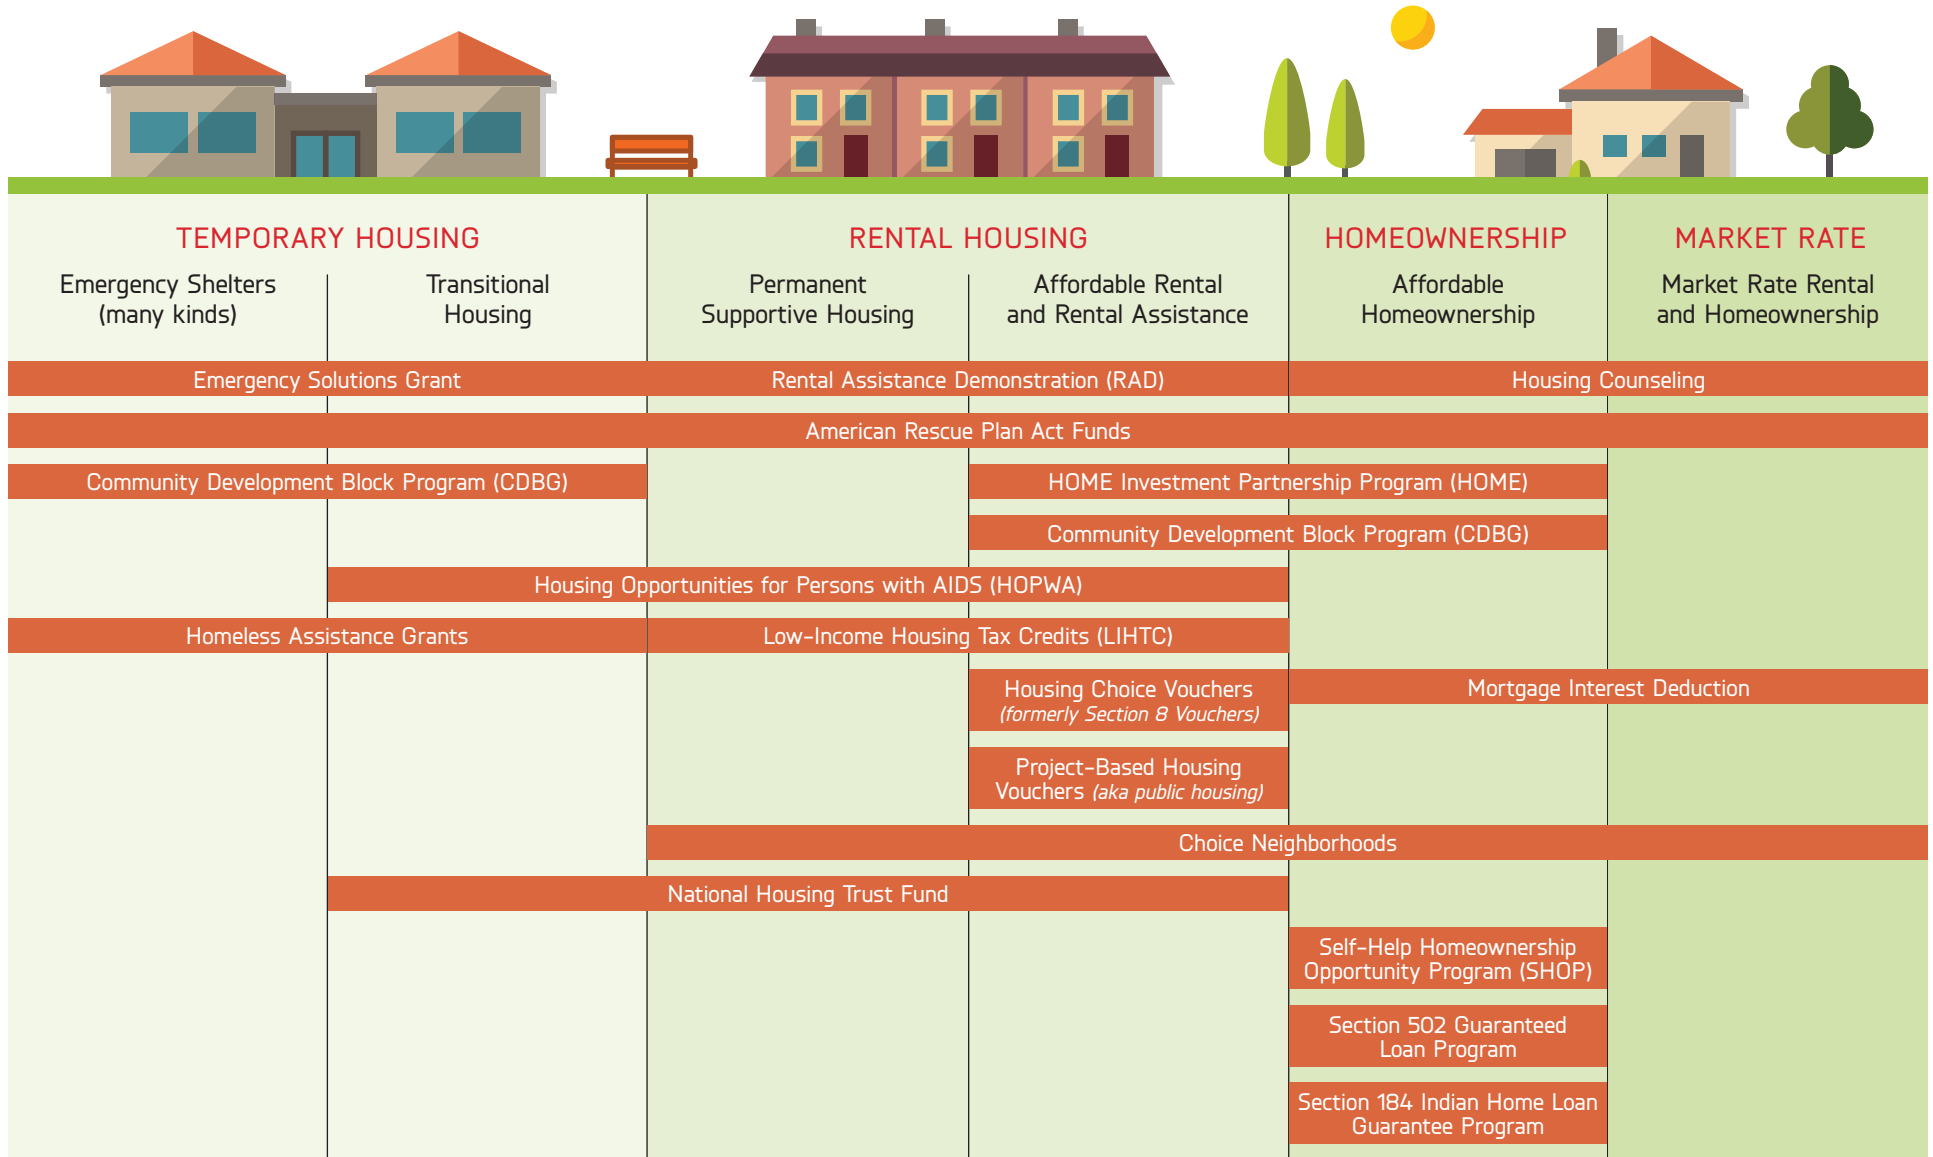 TEMPORARY HOUSING
RENTAL HOUSING
HOMEOWNERSHIP
MARKET RATE
Emergency Shelters
(many kinds)
Transitional
Housing
Permanent
Supportive Housing
Affordable Rental
and Rental Assistance
Affordable
Homeownership
Market Rate Rental
and Homeownership
Emergency Solutions Grant
Rental Assistance Demonstration (RAD)
Housing Counseling
American Rescue Plan Act Funds
Community Development Block Program (CDBG)
HOME Investment Partnership Program (HOME)
Community Development Block Program (CDBG)
Housing Opportunities for Persons with AIDS (HOPWA)
Homeless Assistance Grants
Low-Income Housing Tax Credits (LIHTC)
Housing Choice Vouchers
(formerly Section 8 Vouchers)
Mortgage Interest Deduction
Project-Based Housing
Vouchers (aka public housing)
Choice Neighborhoods
National Housing Trust Fund
Self-Help Homeownership
Opportunity Program (SHOP)
Section 502 Guaranteed
Loan Program
Section 184 Indian Home Loan
Guarantee Program